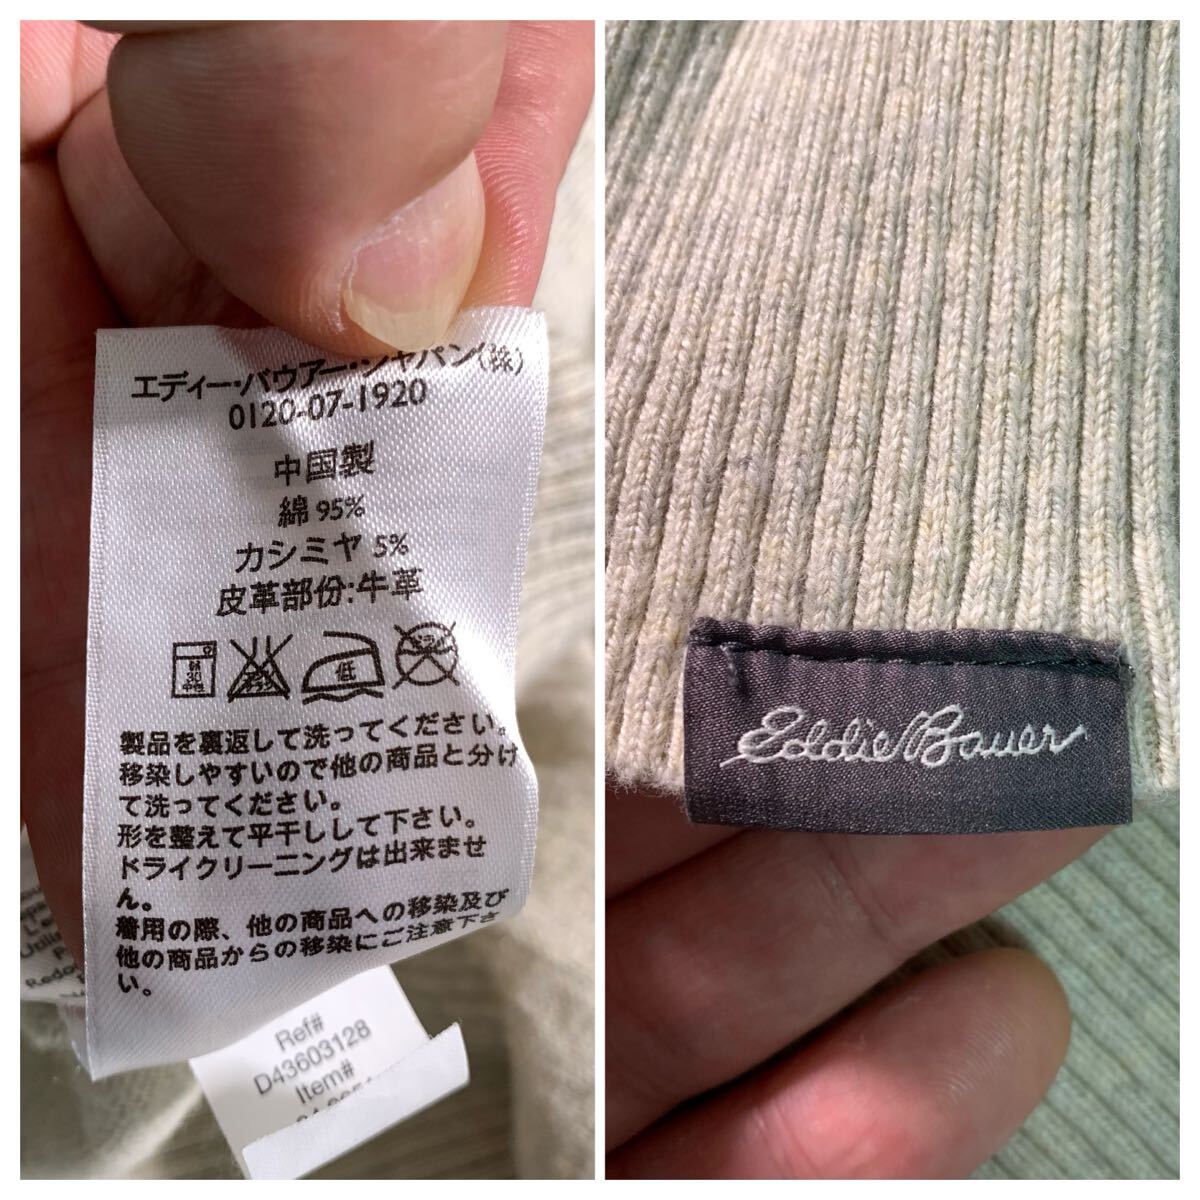 エディー・バウアー・ジャパン(株)
0120-07-1920
中国製
綿 95%
カシミヤ 5%
皮革部份:牛革
低
製品を裏返して洗ってください。
移染しやすいので他の商品と分け
て洗ってください。
形を整えて平干しして下さい。
ドライクリーニングは出来ませ
ん。
着用の際、他の商品への移染及び
他の商品からの移染にご注意下さ
い。
Ref#
D43603128
Item#
Eddie Bauer